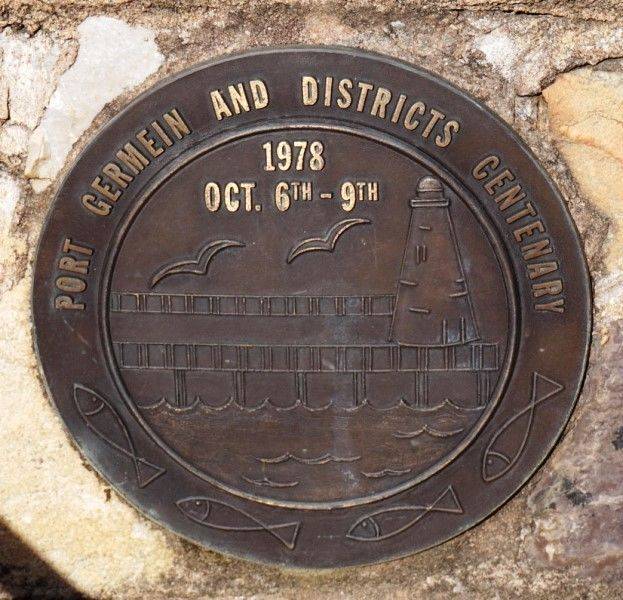 PORT GERMEIN AND DISTRICTS CENTENARY
1978
OCT. 6TH - 9TH